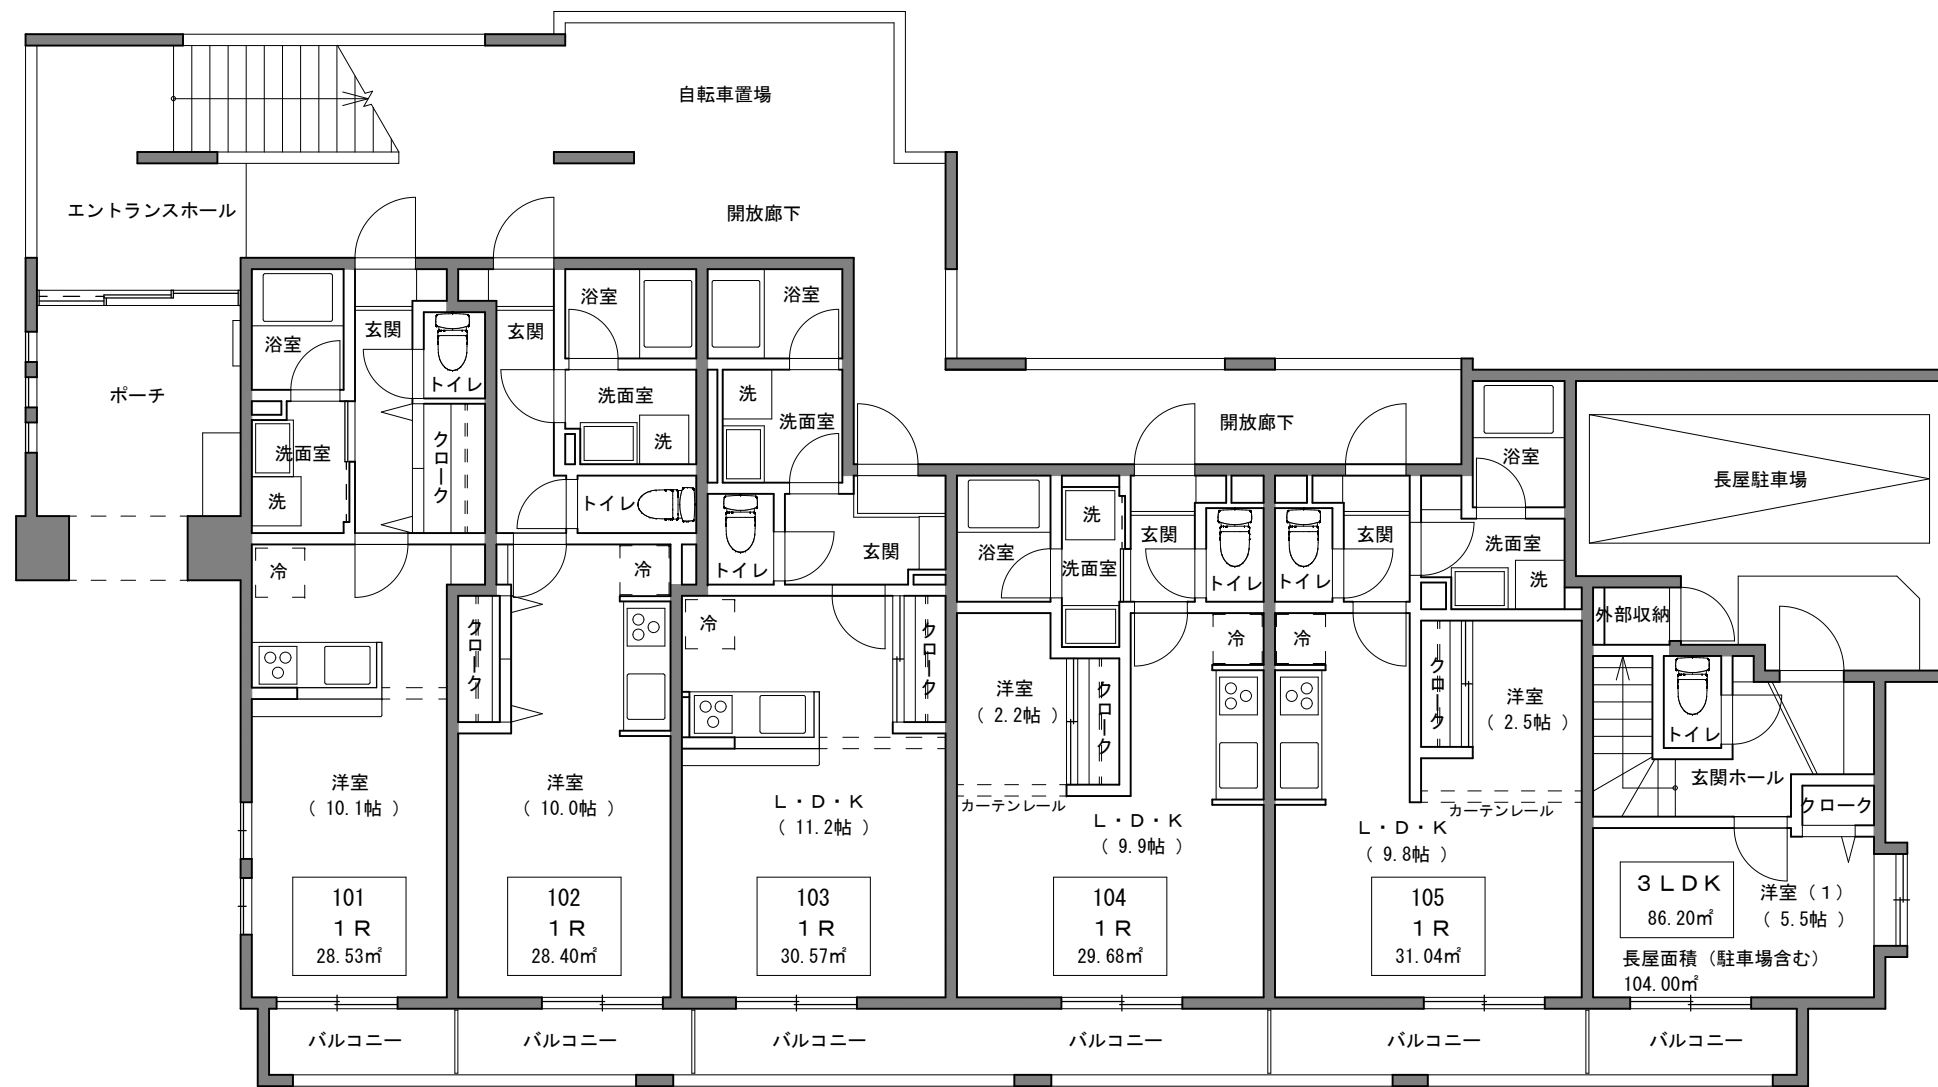 自転車置場
エントランスホール
開放廊下
ポーチ
浴室
玄関
トイレ
洗面室
洗
クローク
冷
洋室
( 10.1帖 )
101
1R
28.53㎡
バルコニー
玄関
浴室
洗面室
洗
トイレ
冷
クローク
洋室
( 10.0帖 )
102
1R
28.40㎡
バルコニー
浴室
洗
洗面室
トイレ
玄関
冷
クローク
L・D・K
( 11.2帖 )
103
1R
30.57㎡
バルコニー
開放廊下
浴室
洗
洗面室
玄関
トイレ
冷
洋室
( 2.2帖 )
クローク
カーテンレール
L・D・K
( 9.9帖 )
104
1R
29.68㎡
バルコニー
トイレ
玄関
浴室
洗面室
洗
冷
クローク
洋室
( 2.5帖 )
カーテンレール
L・D・K
( 9.8帖 )
105
1R
31.04㎡
バルコニー
長屋駐車場
外部収納
トイレ
玄関ホール
クローク
3LDK
86.20㎡
洋室(1)
( 5.5帖 )
長屋面積(駐車場含む)
104.00㎡
バルコニー